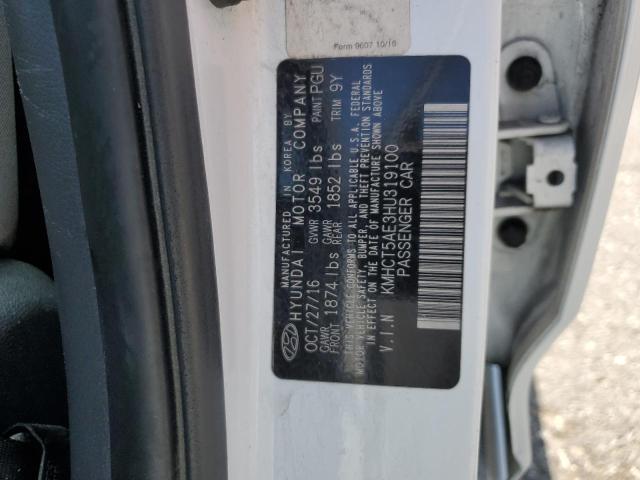 Form 9607 10/16
MANUFACTURED IN KOREA BY
HYUNDAI MOTOR COMPANY
OCT/27/16 GVWR 3549 lbs PAINT PGU
GAWR FRONT 1874 lbs GAWR REAR 1852 lbs TRIM 9Y
THIS VEHICLE CONFORMS TO ALL APPLICABLE U.S.A. FEDERAL
MOTOR VEHICLE SAFETY, BUMPER, AND THEFT PREVENTION STANDARDS
IN EFFECT ON THE DATE OF MANUFACTURE SHOWN ABOVE
V.I.N KMHCT5AE3HU319100
PASSENGER CAR